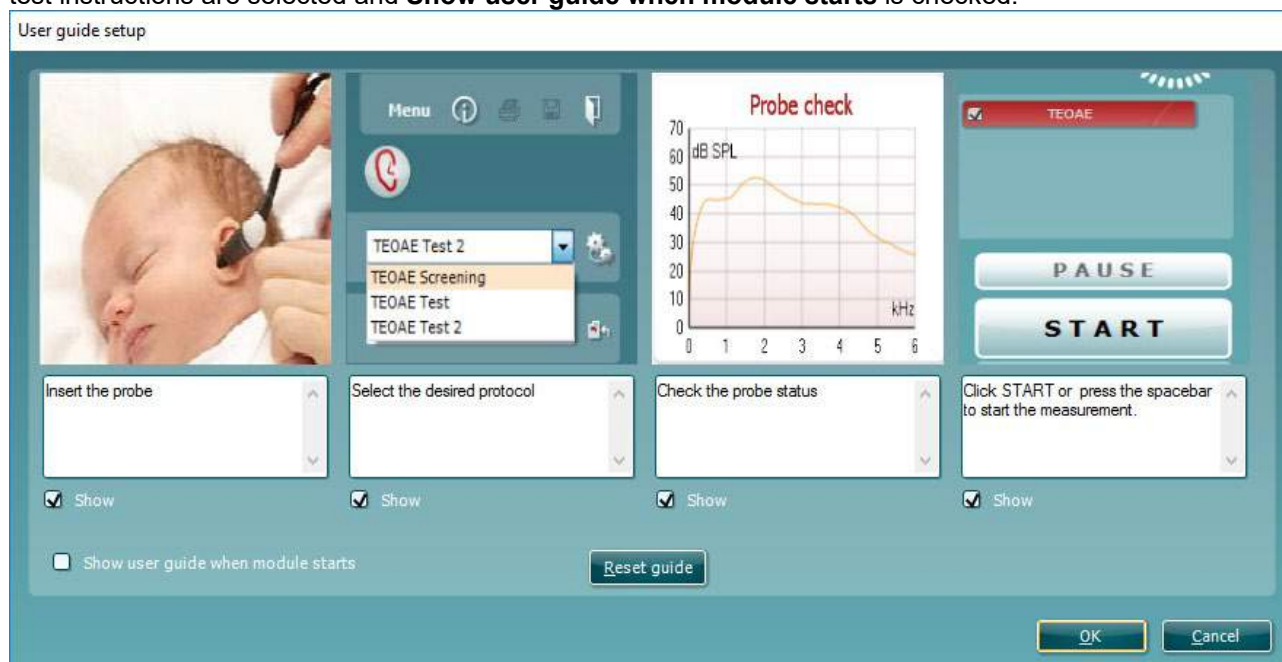 test instructions are selected and Show user guide when module starts is checked.
User guide setup
Menu
TEOAE Test 2
TEOAE Screening
TEOAE Test
TEOAE Test 2
Probe check
70
60
50
40
30
20
10
0
dB SPL
kHz
0 1 2 3 4 5 6
TEOAE
PAUSE
START
Insert the probe
Select the desired protocol
Check the probe status
Click START or press the spacebar
to start the measurement.
Show
Show
Show
Show
Show user guide when module starts
Reset guide
OK
Cancel